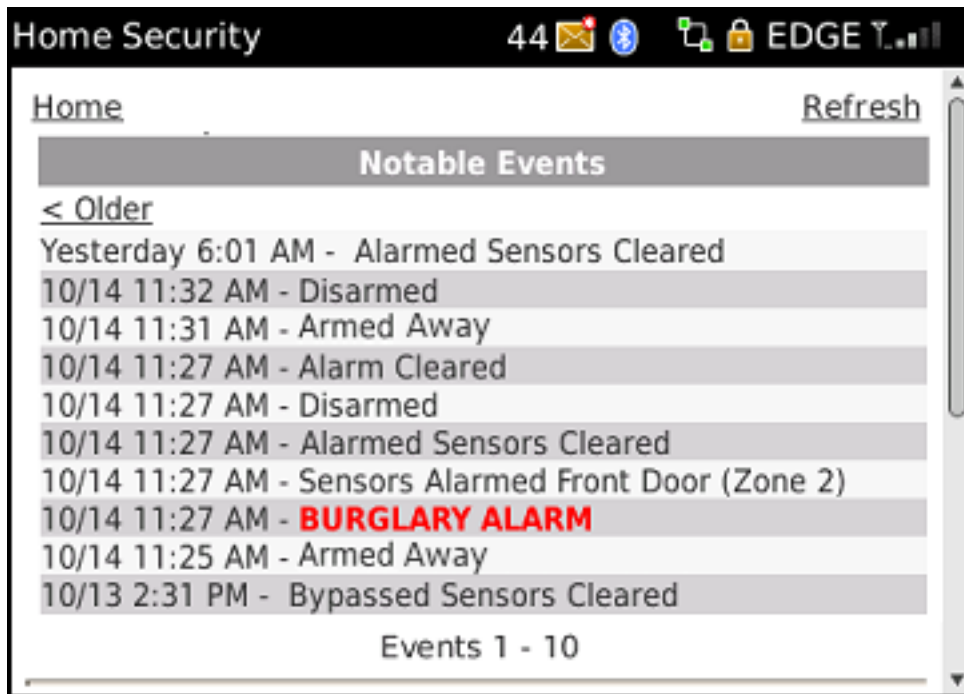 Home Security 44 EDGE
Home Refresh
Notable Events
< Older
Yesterday 6:01 AM - Alarmed Sensors Cleared
10/14 11:32 AM - Disarmed
10/14 11:31 AM - Armed Away
10/14 11:27 AM - Alarm Cleared
10/14 11:27 AM - Disarmed
10/14 11:27 AM - Alarmed Sensors Cleared
10/14 11:27 AM - Sensors Alarmed Front Door (Zone 2)
10/14 11:27 AM - BURGLARY ALARM
10/14 11:25 AM - Armed Away
10/13 2:31 PM - Bypassed Sensors Cleared
Events 1 - 10